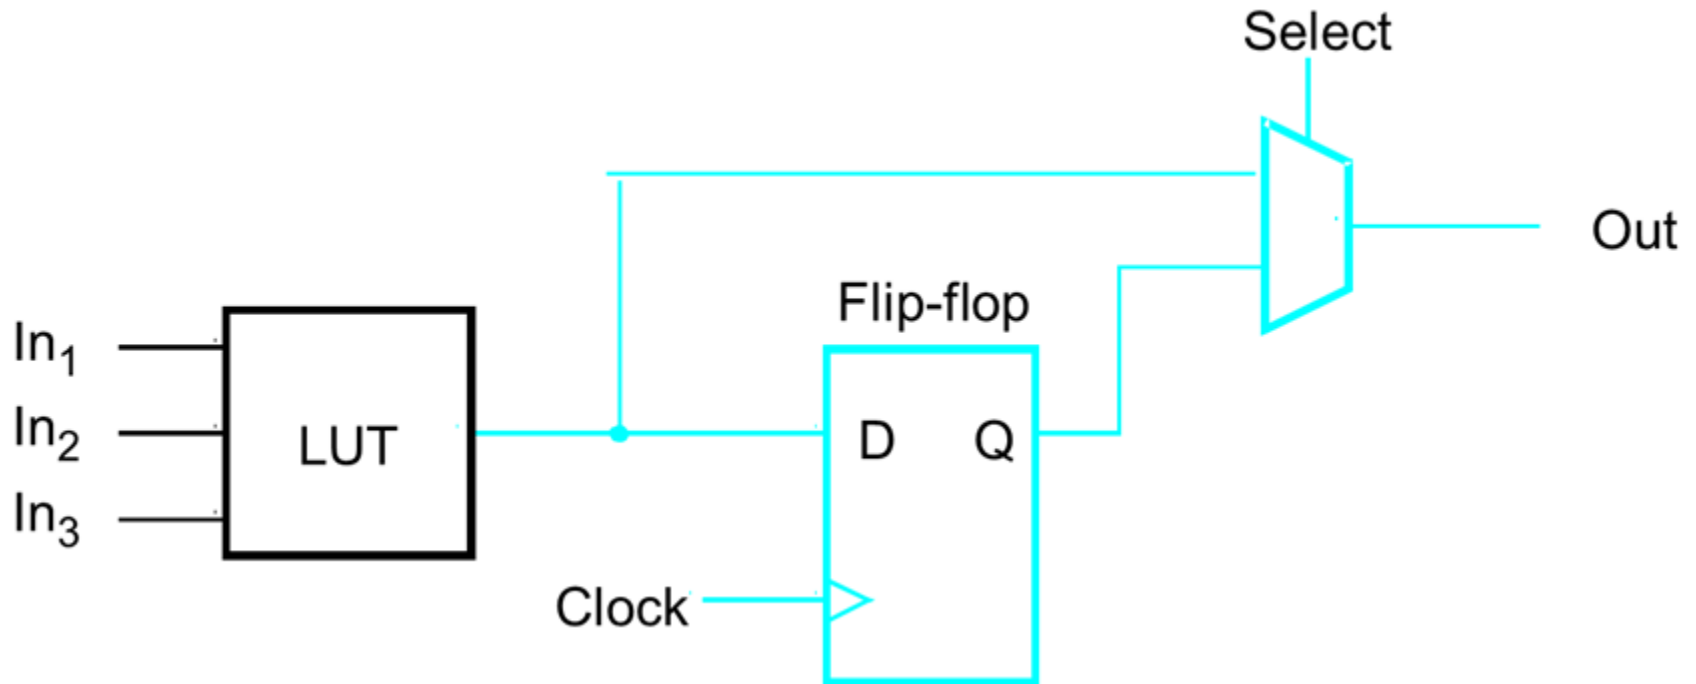 Select
Out
Flip-flop
In1
In2
In3
LUT
D Q
Clock